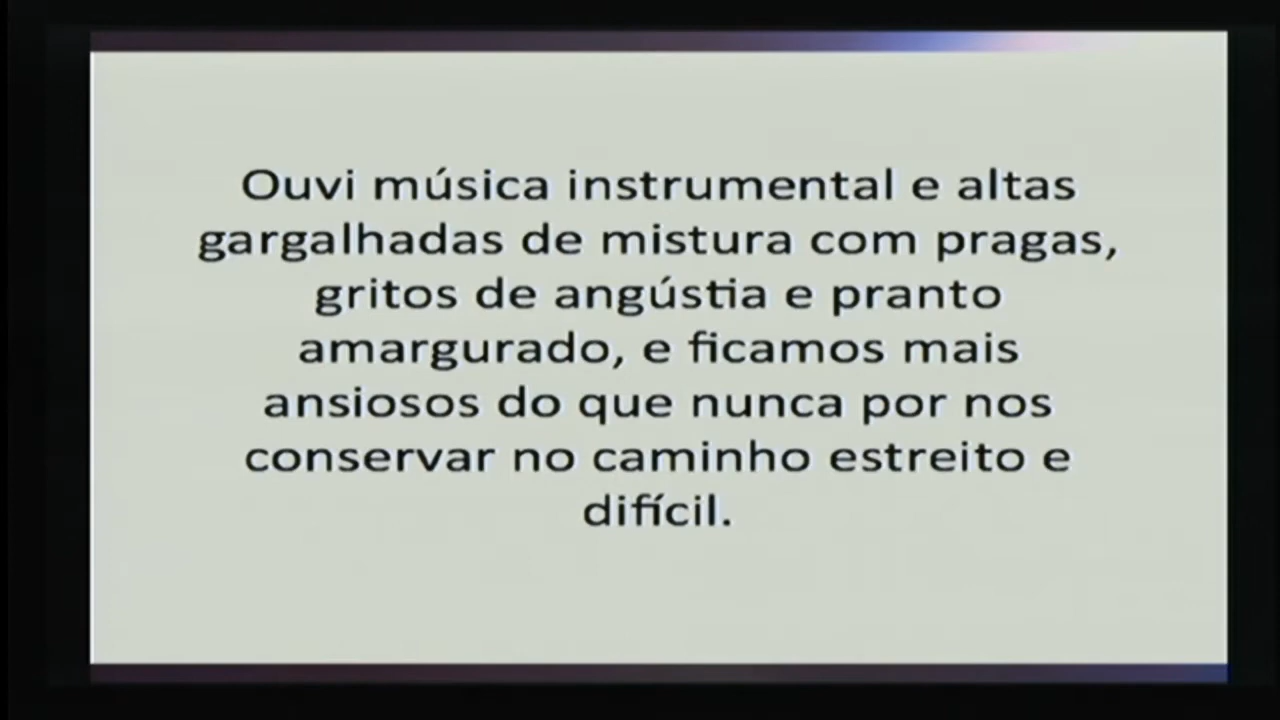 Ouvi música instrumental e altas
gargalhadas de mistura com pragas,
gritos de angústia e pranto
amargurado, e ficamos mais
ansiosos do que nunca por nos
conservar no caminho estreito e
difícil.